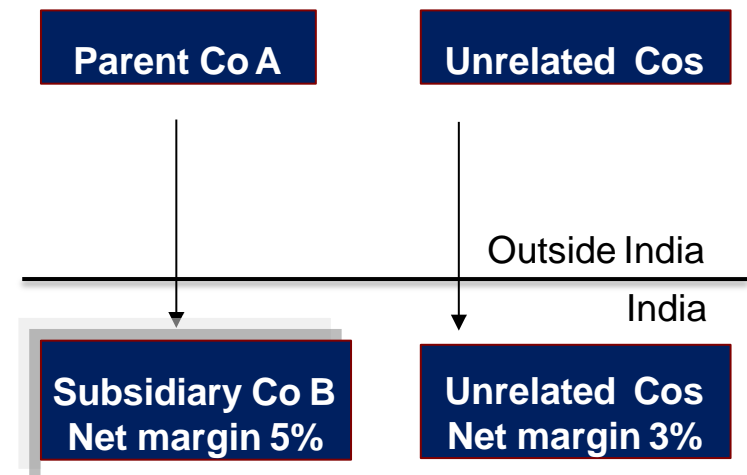 Parent Co A
Unrelated Cos
Outside India
India
Subsidiary Co B
Net margin 5%
Unrelated Cos
Net margin 3%